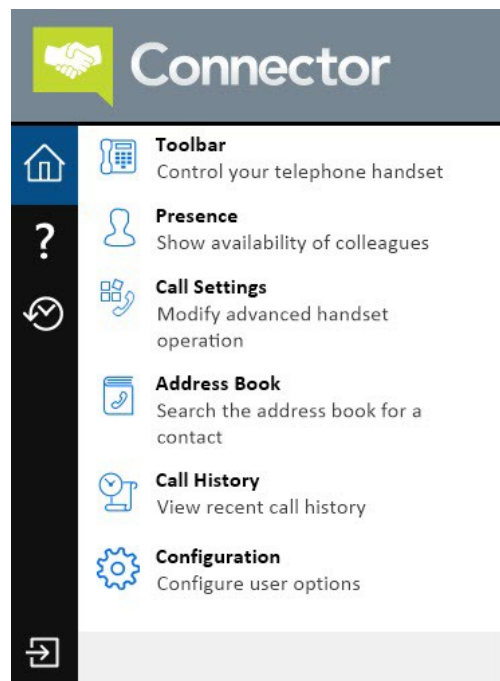 Connector
Toolbar
Control your telephone handset
?
Presence
Show availability of colleagues
Call Settings
Modify advanced handset
operation
Address Book
Search the address book for a
contact
Call History
View recent call history
Configuration
Configure user options